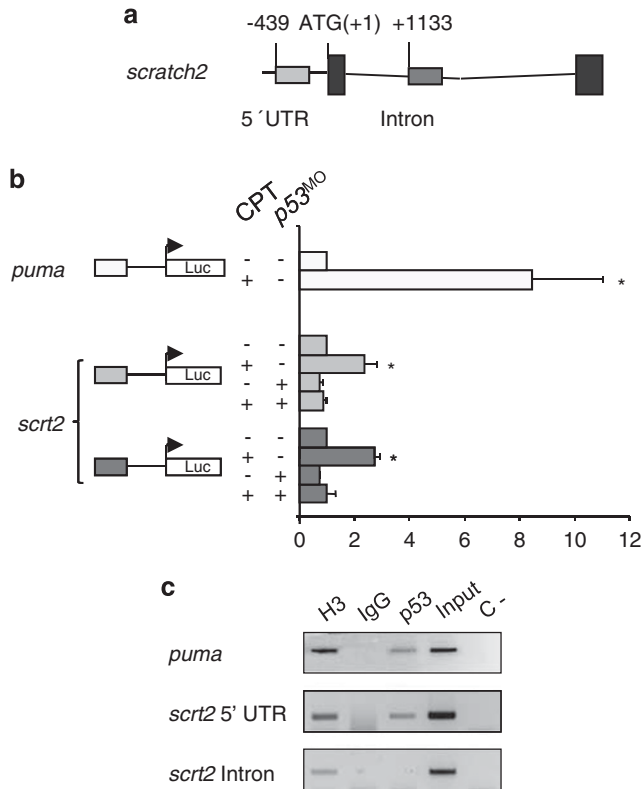 a
-439 ATG(+1) +1133
scratch2
5 ´UTR Intron
b
CPT p53MO
puma
Luc
- -
+ -
scrt2
Luc
- -
+ -
- +
+ +
Luc
- -
+ -
- +
+ +
*
*
*
0 2 4 6 8 10 12
c
H3 IgG p53 Input C -
puma
scrt2 5' UTR
scrt2 Intron